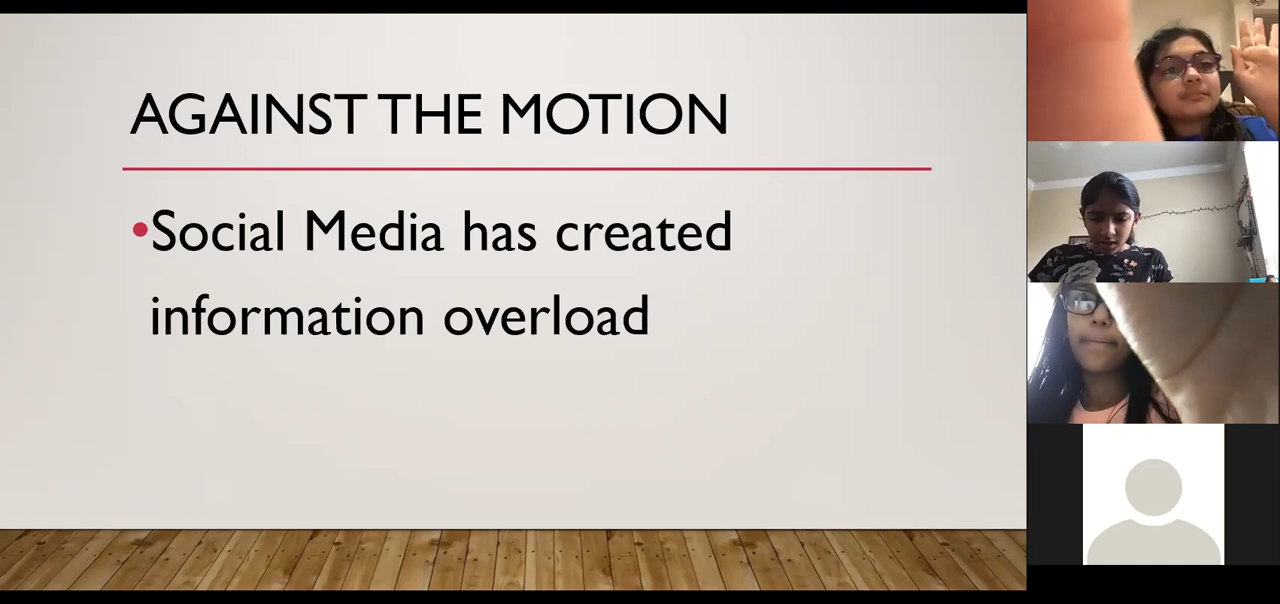 AGAINST THE MOTION
•Social Media has created
information overload